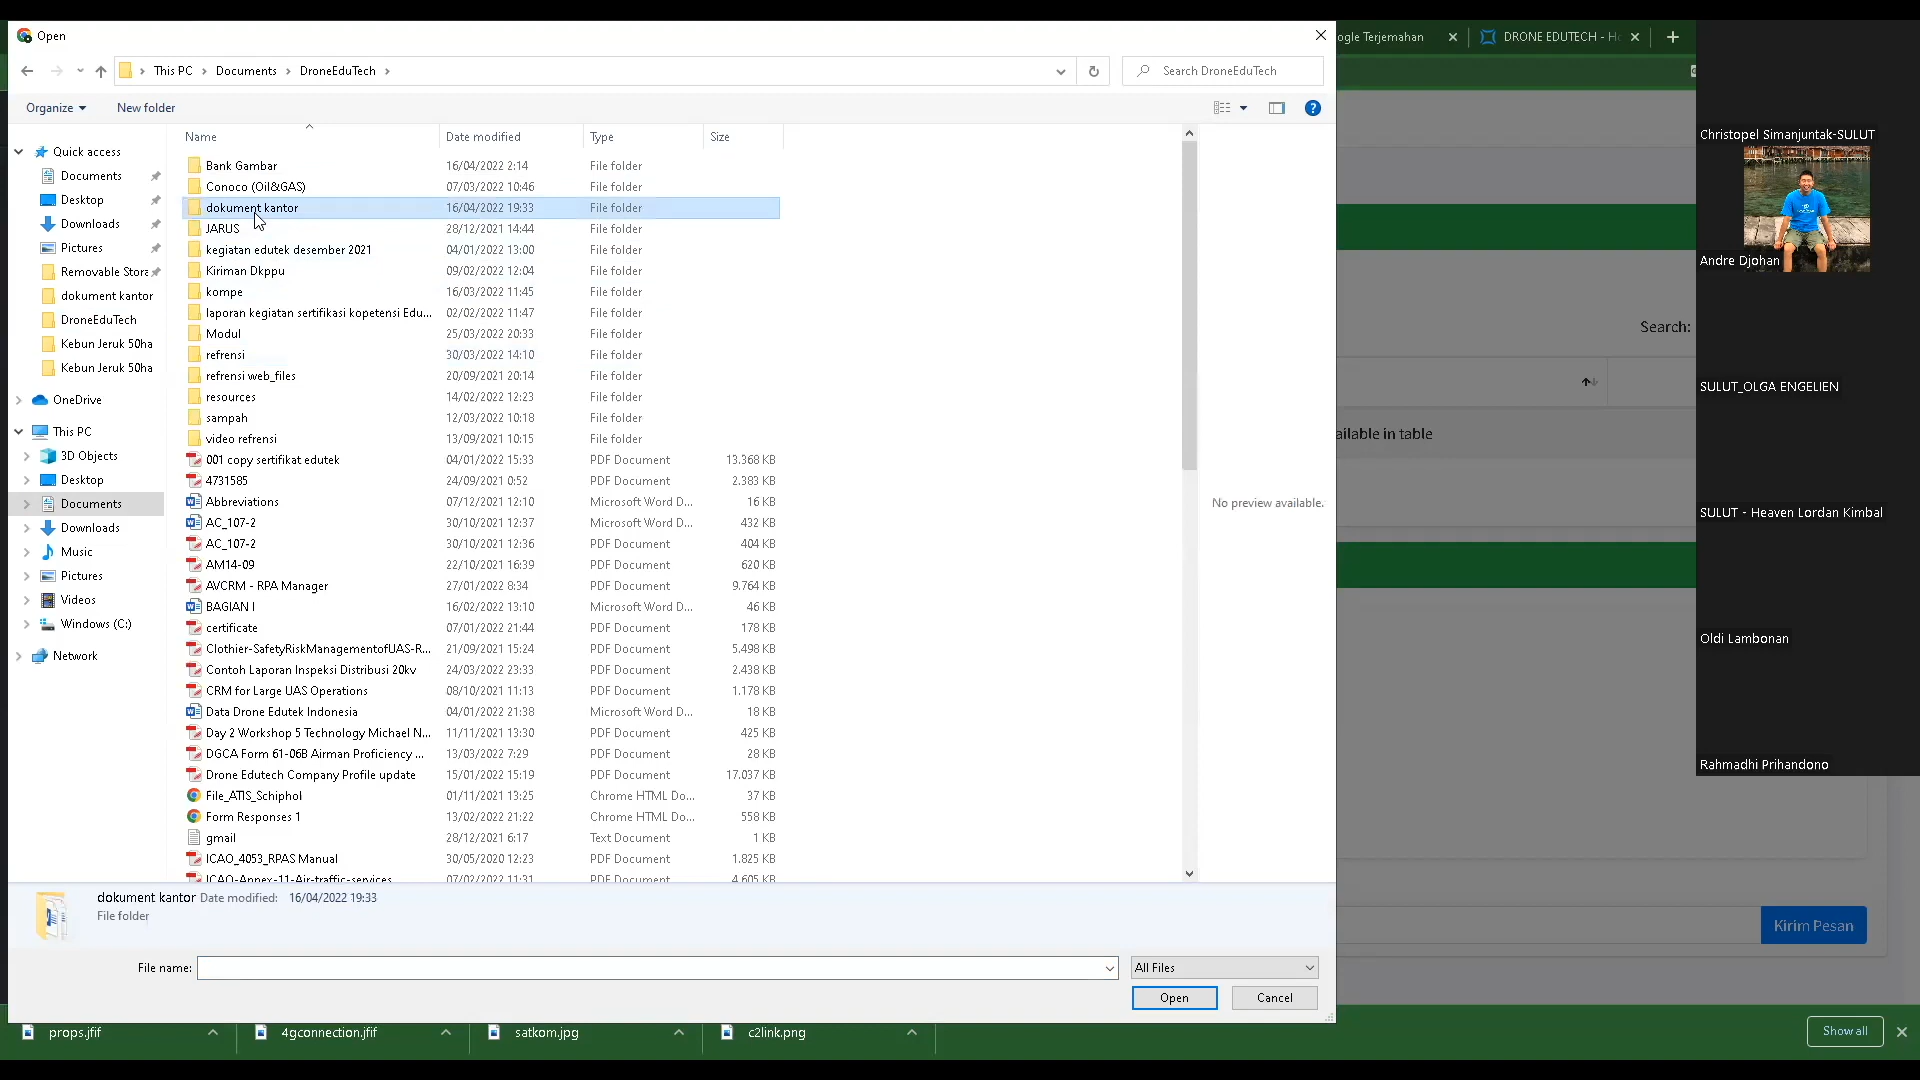 Open
This PC
Documents
DroneEduTech
Search DroneEduTech
Organize
New folder
Name
Date modified
Type
Size
Quick access
Documents
Desktop
Downloads
Pictures
Removable Stor
dokument kantor
DroneEduTech
Kebun Jeruk 50ha
Kebun Jeruk 50ha
OneDrive
This PC
3D Objects
Desktop
Documents
Downloads
Music
Pictures
Videos
Windows (C:)
Network
Bank Gambar 16/04/2022 2:14 File folder
Conoco (Oil&GAS) 07/03/2022 10:46 File folder
dokument kantor 16/04/2022 19:33 File folder
JARUS 28/12/2021 14:44 File folder
kegiatan edutek desember 2021 04/01/2022 13:00 File folder
Kiriman Dkppu 09/02/2022 12:04 File folder
kompe 16/03/2022 11:45 File folder
laporan kegiatan sertifikasi kopetensi Edu... 02/02/2022 11:47 File folder
Modul 25/03/2022 20:33 File folder
refrensi 30/03/2022 14:10 File folder
refrensi web_files 20/09/2021 20:14 File folder
resources 14/02/2022 12:23 File folder
sampah 12/03/2022 10:18 File folder
video refrensi 13/09/2021 10:15 File folder
001 copy sertifikat edutek 04/01/2022 15:33 PDF Document 13.368 KB
4731585 24/09/2021 0:52 PDF Document 2.383 KB
Abbreviations 07/12/2021 12:10 Microsoft Word D... 16 KB
AC_107-2 30/10/2021 12:37 Microsoft Word D... 432 KB
AC_107-2 30/10/2021 12:36 PDF Document 404 KB
AM14-09 22/10/2021 16:39 PDF Document 620 KB
AVCRM - RPA Manager 27/01/2022 8:34 PDF Document 9.764 KB
BAGIAN I 16/02/2022 13:10 Microsoft Word D... 46 KB
certificate 07/01/2022 21:44 PDF Document 178 KB
Clothier-SafetyRiskManagementofUAS-R... 21/09/2021 15:24 PDF Document 5.498 KB
Contoh Laporan Inspeksi Distribusi 20kv 24/03/2022 23:33 PDF Document 2.438 KB
CRM for Large UAS Operations 08/10/2021 11:13 PDF Document 1.178 KB
Data Drone Edutek Indonesia 04/01/2022 21:38 Microsoft Word D... 18 KB
Day 2 Workshop 5 Technology Michael N... 11/11/2021 13:30 PDF Document 425 KB
DGCA Form 61-06B Airman Proficiency ... 13/03/2022 7:29 PDF Document 28 KB
Drone Edutech Company Profile update 15/01/2022 15:19 PDF Document 17.037 KB
File_ATIS_Schiphol 01/11/2021 13:25 Chrome HTML Do... 37 KB
Form Responses 1 13/02/2022 21:22 Chrome HTML Do... 558 KB
gmail 28/12/2021 6:17 Text Document 1 KB
ICAO_4053_RPAS Manual 30/05/2020 12:23 PDF Document 1.825 KB
ICAO-Annex-11-Air-traffic-services 07/02/2022 11:31 PDF Document 4.605 KB
No preview available.
dokument kantor Date modified: 16/04/2022 19:33
File folder
File name:
All Files
Open
Cancel
ogle Terjemahan
DRONE EDUTECH - Ho
Search:
ailable in table
Kirim Pesan
Christopel Simanjuntak-SULUT
Andre Djohan
SULUT_OLGA ENGELIEN
SULUT - Heaven Lordan Kimbal
Oldi Lambonan
Rahmadhi Prihandono
props.jfif
4gconnection.jfif
satkom.jpg
c2link.png
Show all